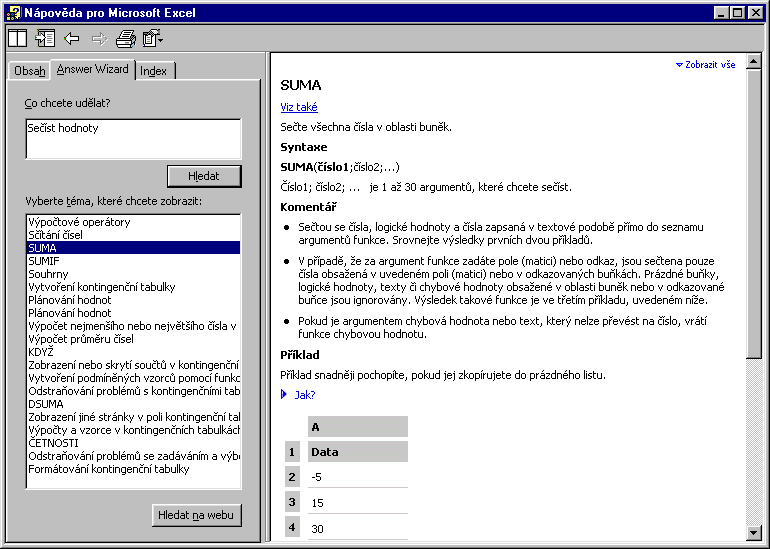 Nápověda pro Microsoft Excel
Obsah
Answer Wizard
Index
Co chcete udělat?
Sečíst hodnoty
Hledat
Vyberte téma, které chcete zobrazit:
Výpočtové operátory
Sčítání čísel
SUMA
SUMIF
Souhrny
Vytvoření kontingenční tabulky
Plánování hodnot
Plánování hodnot
Výpočet nejmenšího nebo největšího čísla v
Výpočet průměru čísel
KDYŽ
Zobrazení nebo skrytí součtů v kontingenční
Vytvoření podmíněných vzorců pomocí funkc
Odstraňování problémů s kontingenčními tab
DSUMA
Zobrazení jiné stránky v poli kontingenční tal
Výpočty a vzorce v kontingenčních tabulkách
ČETNOSTI
Odstraňování problémů se zadáváním a výbě
Formátování kontingenční tabulky
Hledat na webu
Zobrazit vše
SUMA
Viz také
Sečte všechna čísla v oblasti buněk.
Syntaxe
SUMA(číslo1;číslo2;...)
Číslo1; číslo2; ... je 1 až 30 argumentů, které chcete sečíst.
Komentář
• Sečtou se čísla, logické hodnoty a čísla zapsaná v textové podobě přímo do seznamu
argumentů funkce. Srovnejte výsledky prvních dvou příkladů.
• V případě, že za argument funkce zadáte pole (matici) nebo odkaz, jsou sečtena pouze
čísla obsažená v uvedeném poli (matici) nebo v odkazovaných buňkách. Prázdné buňky,
logické hodnoty, texty či chybové hodnoty obsažené v oblasti buněk nebo v odkazované
buňce jsou ignorovány. Výsledek takové funkce je ve třetím příkladu, uvedeném níže.
• Pokud je argumentem chybová hodnota nebo text, který nelze převést na číslo, vrátí
funkce chybovou hodnotu.
Příklad
Příklad snadněji pochopíte, pokud jej zkopírujete do prázdného listu.
Jak?
A
1 Data
2 -5
3 15
4 30